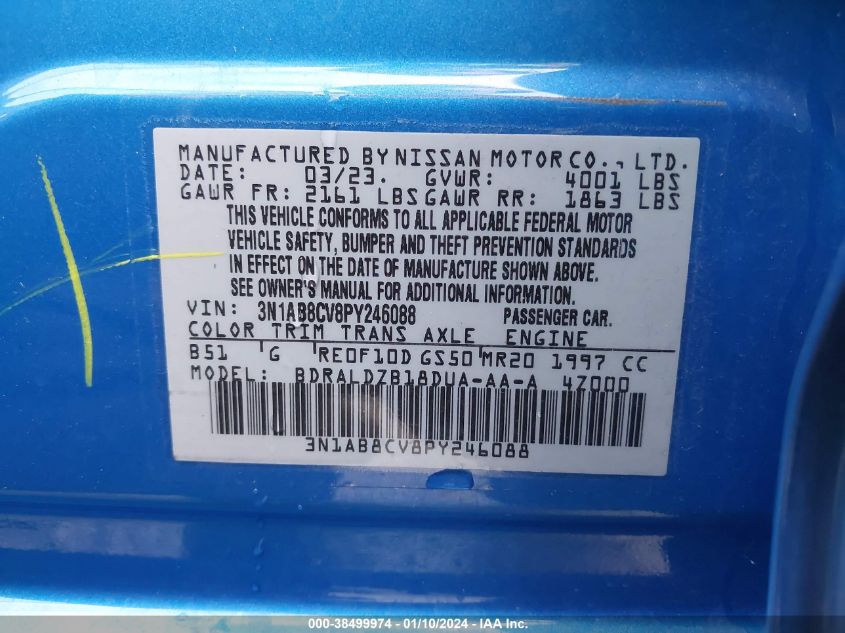 MANUFACTURED BY NISSAN MOTOR CO., LTD.
DATE: 03/23. GVWR: 4001 LBS
GAWR FR: 2161 LBS GAWR RR: 1863 LBS
THIS VEHICLE CONFORMS TO ALL APPLICABLE FEDERAL MOTOR
VEHICLE SAFETY, BUMPER AND THEFT PREVENTION STANDARDS
IN EFFECT ON THE DATE OF MANUFACTURE SHOWN ABOVE.
SEE OWNER'S MANUAL FOR ADDITIONAL INFORMATION.
VIN: 3N1AB8CV8PY246088 PASSENGER CAR.
COLOR TRIM TRANS AXLE ENGINE
B51 G RE0F10D GS50 MR20 1997 CC
MODEL: BDRALDZB18DUA-AA-A 4Z000
3N1AB8CV8PY246088
000-38499974 - 01/10/2024 - IAA Inc.